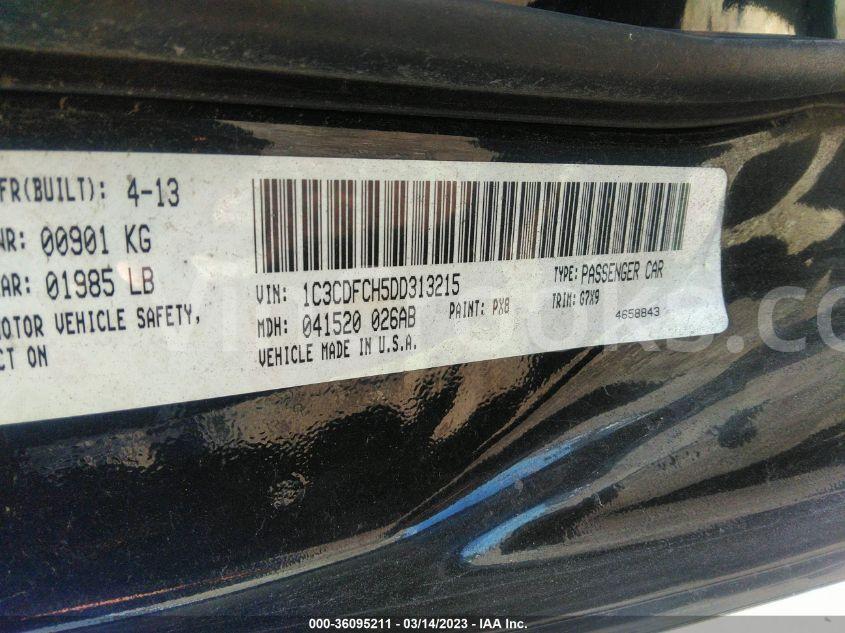 FR(BUILT): 4-13
WR: 00901 KG
AR: 01985 LB
MOTOR VEHICLE SAFETY,
CT ON
VIN: 1C3CDFCH5DD313215
TYPE: PASSENGER CAR
MDH: 041520 026AB
PAINT: PX8
TRIM: G7X9
VEHICLE MADE IN U.S.A.
4658843
000-36095211 - 03/14/2023 - IAA Inc.